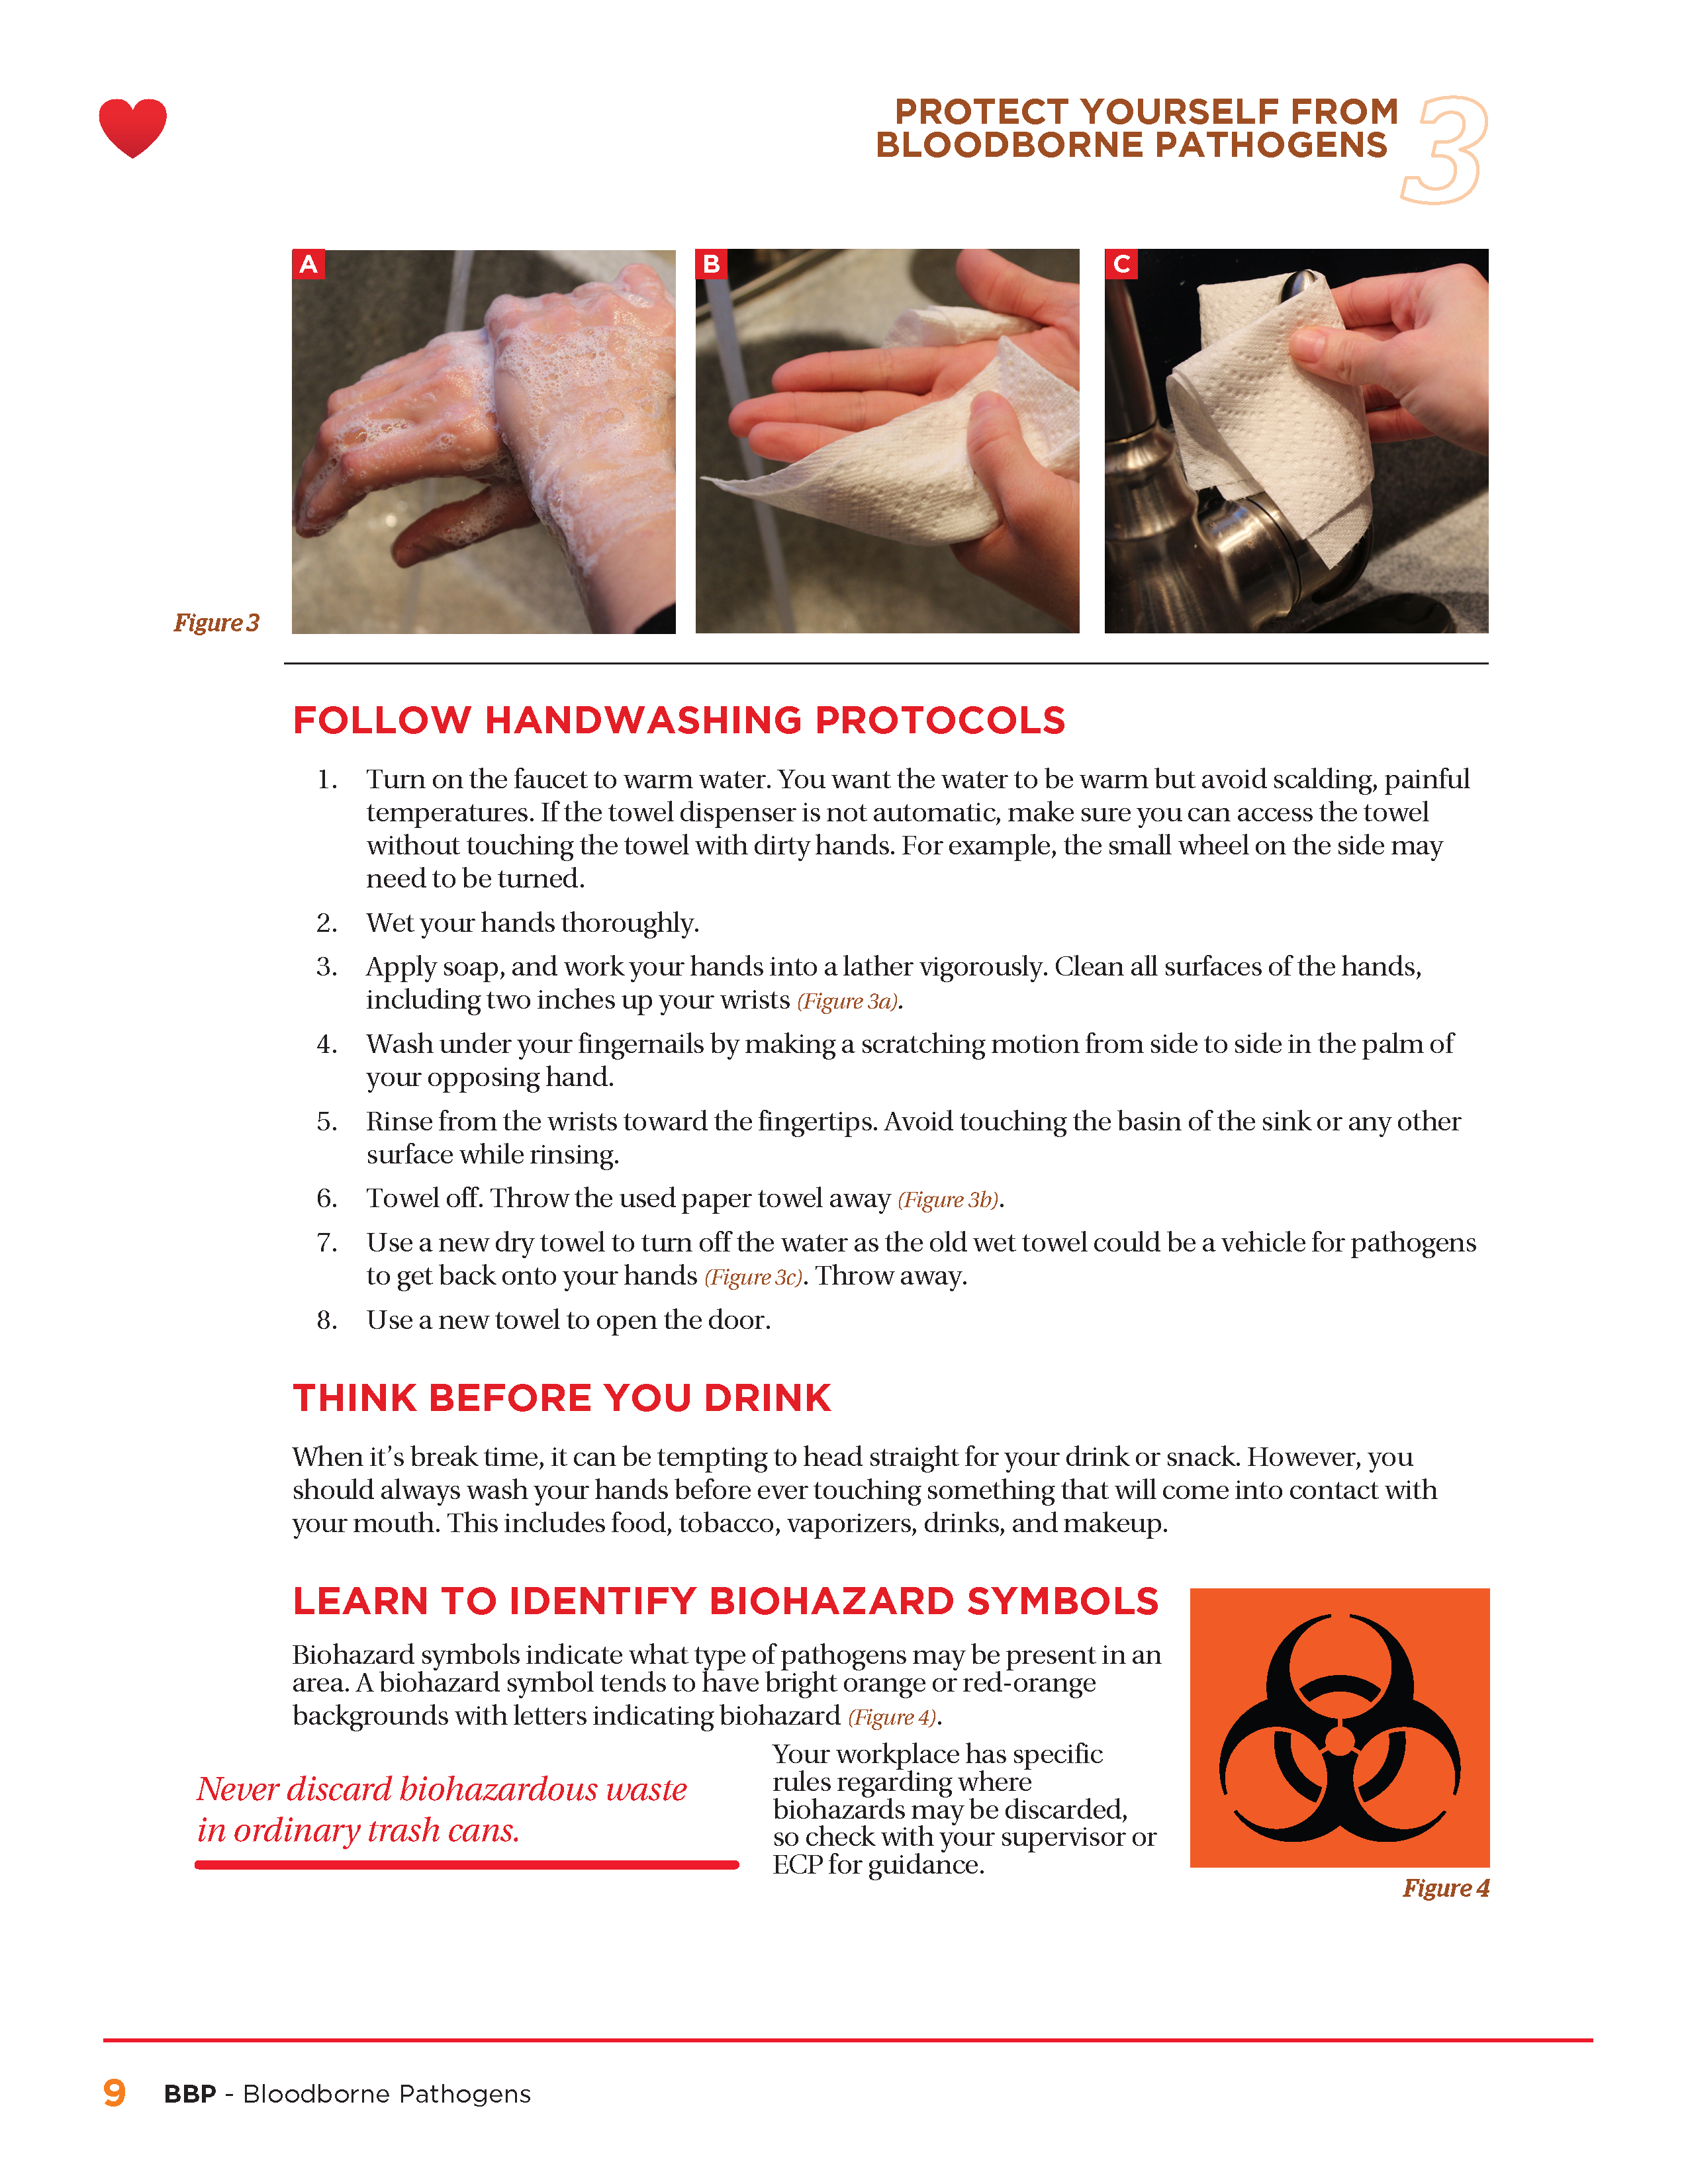 PROTECT YOURSELF FROM
BLOODBORNE PATHOGENS
3
A
B
C
Figure 3
FOLLOW HANDWASHING PROTOCOLS
1. Turn on the faucet to warm water. You want the water to be warm but avoid scalding, painful
temperatures. If the towel dispenser is not automatic, make sure you can access the towel
without touching the towel with dirty hands. For example, the small wheel on the side may
need to be turned.
2. Wet your hands thoroughly.
3. Apply soap, and work your hands into a lather vigorously. Clean all surfaces of the hands,
including two inches up your wrists (Figure 3a).
4. Wash under your fingernails by making a scratching motion from side to side in the palm of
your opposing hand.
5. Rinse from the wrists toward the fingertips. Avoid touching the basin of the sink or any other
surface while rinsing.
6. Towel off. Throw the used paper towel away (Figure 3b).
7. Use a new dry towel to turn off the water as the old wet towel could be a vehicle for pathogens
to get back onto your hands (Figure 3c). Throw away.
8. Use a new towel to open the door.
THINK BEFORE YOU DRINK
When it's break time, it can be tempting to head straight for your drink or snack. However, you
should always wash your hands before ever touching something that will come into contact with
your mouth. This includes food, tobacco, vaporizers, drinks, and makeup.
LEARN TO IDENTIFY BIOHAZARD SYMBOLS
Biohazard symbols indicate what type of pathogens may be present in an
area. A biohazard symbol tends to have bright orange or red-orange
backgrounds with letters indicating biohazard (Figure 4).
Never discard biohazardous waste
in ordinary trash cans.
Your workplace has specific
rules regarding where
biohazards may be discarded,
so check with your supervisor or
ECP for guidance.
Figure 4
9 BBP - Bloodborne Pathogens